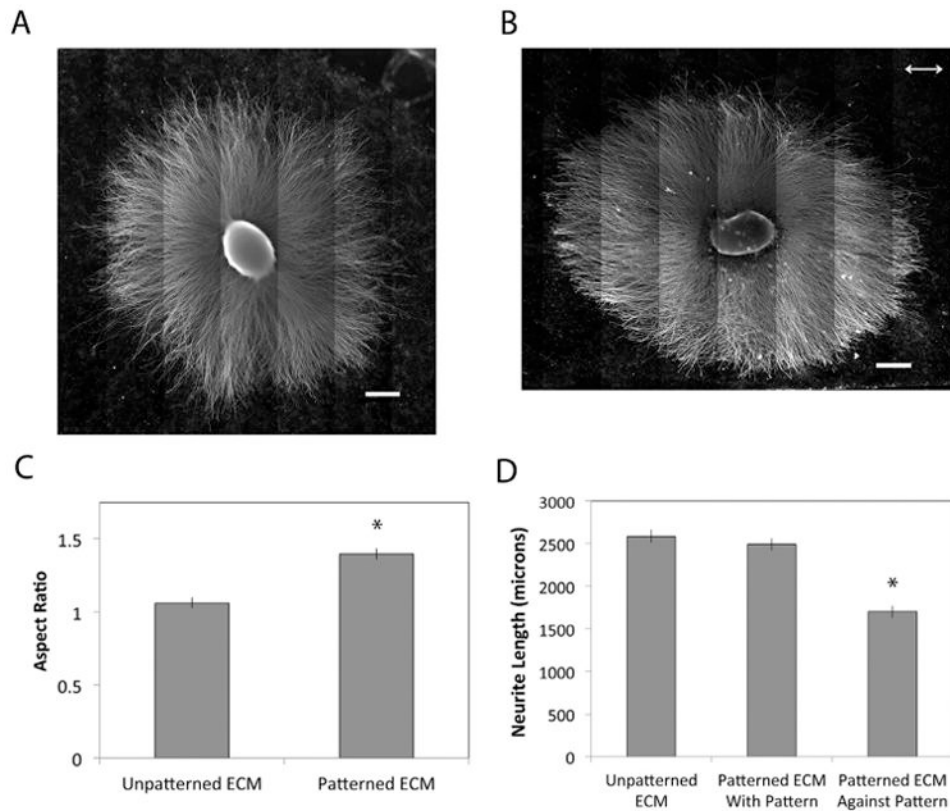 A
B
C
Aspect Ratio
1.5
*
1
0.5
0
Unpatterned ECM
Patterned ECM
D
Neurite Length (microns)
3000
2500
2000
1500
1000
500
0
*
Unpatterned
ECM
Patterned ECM
With Pattern
Patterned ECM
Against Pattern